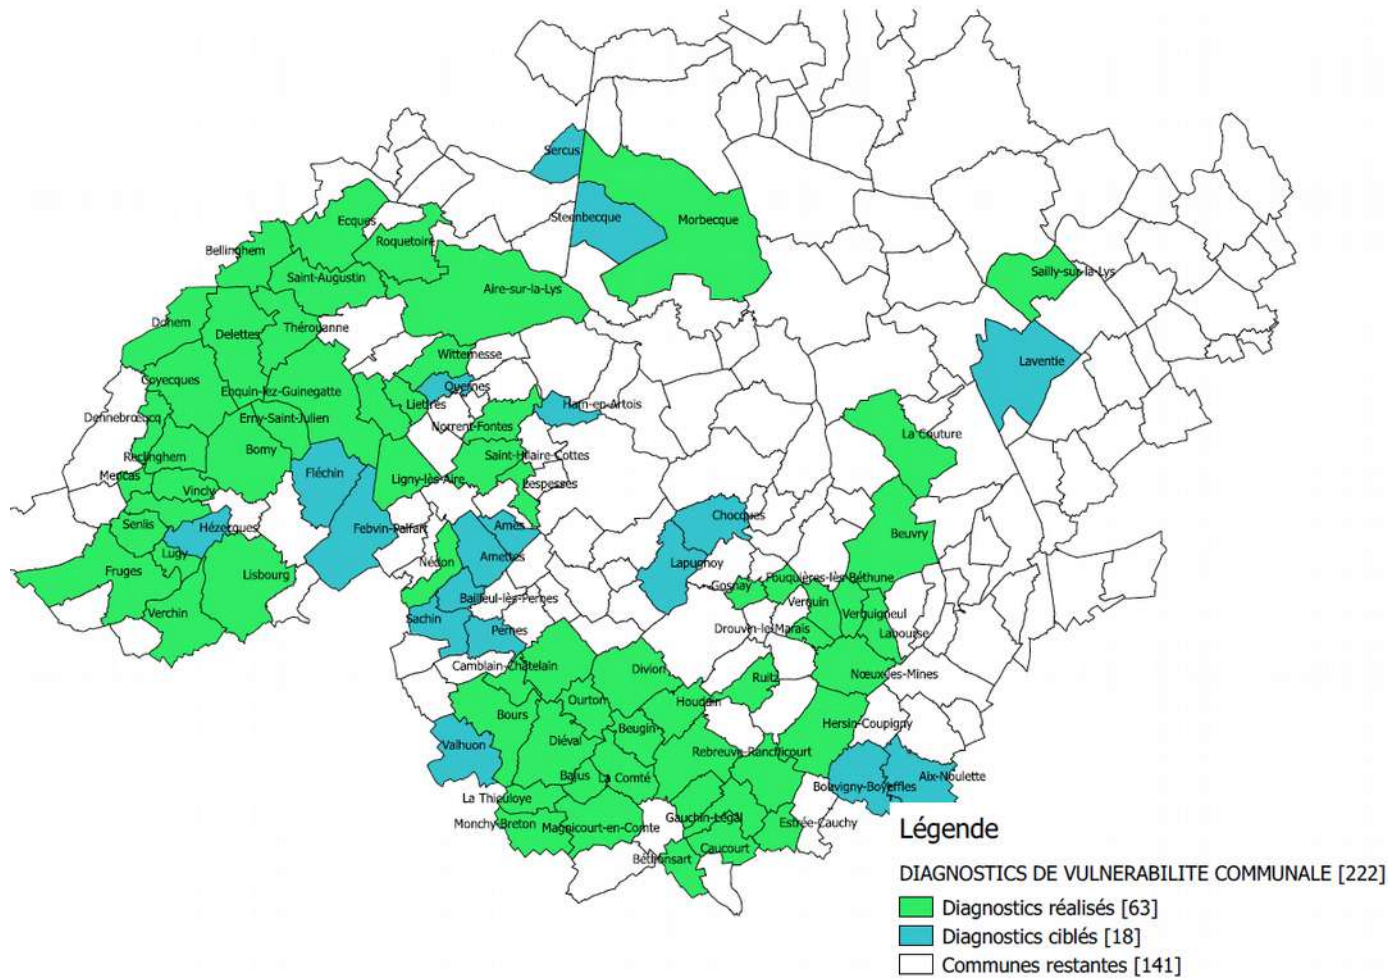 Sercus
Steenbecque
Morbecque
Ecques
Bellinghem
Roquetoire
Saint-Augustin
Aire-sur-la-Lys
Sailly-sur-la-Lys
Dohem
Delettes
Thérouanne
Witternesse
Laventie
Coyecques
Enquin-lez-Guinegatte
Quernes
Liettres
Ham-en-Artois
Dennebrœucq
Erny-Saint-Julien
Norrent-Fontes
La Couture
Reclinghem
Bomy
Saint-Hilaire-Cottes
Mencas
Fléchin
Ligny-lès-Aire
Lespesses
Vincly
Senlis
Hézecques
Febvin-Palfart
Ames
Chocques
Beuvry
Lugy
Amettes
Nédon
Lapugnoy
Fruges
Lisbourg
Fouquières-lès-Béthune
Gosnay
Bailleul-lès-Pernes
Verquin
Verquigneul
Verchin
Sachin
Pernes
Drouvin-le-Marais
Labourse
Camblain-Châtelain
Divion
Ruitz
Nœux-les-Mines
Ourton
Houdain
Bours
Beugin
Hersin-Coupigny
Valhuon
Diéval
Rebreuve-Ranchicourt
Bajus
La Comté
Aix-Noulette
Bouvigny-Boyeffles
La Thieuloye
Monchy-Breton
Magnicourt-en-Comte
Gauchin-Légal
Estrée-Cauchy
Caucourt
Béthonsart
Légende
DIAGNOSTICS DE VULNERABILITE COMMUNALE [222]
Diagnostics réalisés [63]
Diagnostics ciblés [18]
Communes restantes [141]